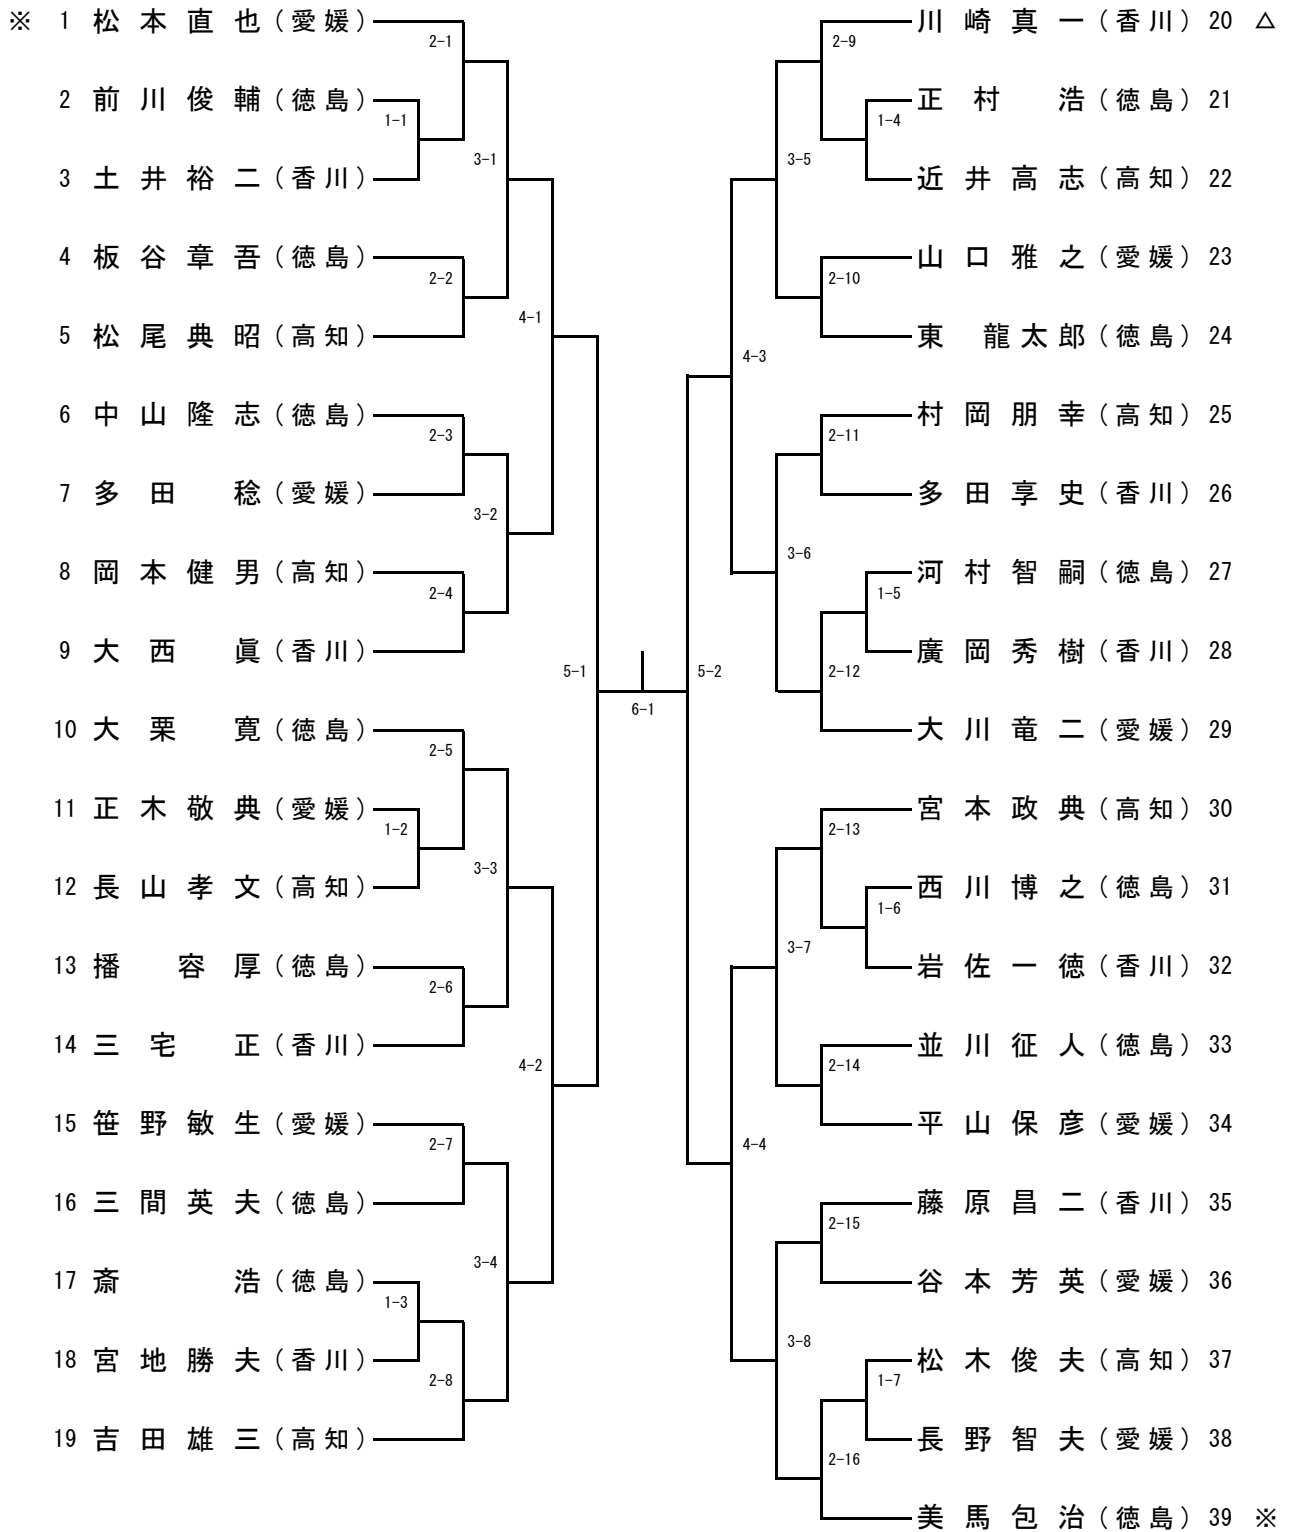 ※ 1 松本直也（愛媛）
2 前川俊輔（徳島）
3 土井裕二（香川）
4 板谷章吾（徳島）
5 松尾典昭（高知）
6 中山隆志（徳島）
7 多田稔（愛媛）
8 岡本健男（高知）
9 大西眞（香川）
10 大栗寛（徳島）
11 正木敬典（愛媛）
12 長山孝文（高知）
13 播容厚（徳島）
14 三宅正（香川）
15 笹野敏生（愛媛）
16 三間英夫（徳島）
17 斎浩（徳島）
18 宮地勝夫（香川）
19 吉田雄三（高知）
2-1
1-1
3-1
2-2
4-1
2-3
3-2
2-4
5-1
2-5
1-2
3-3
2-6
4-2
2-7
3-4
1-3
2-8
6-1
2-9
1-4
3-5
2-10
4-3
2-11
3-6
1-5
2-12
5-2
2-13
1-6
3-7
2-14
4-4
2-15
3-8
1-7
2-16
川崎真一（香川）20 △
正村浩（徳島）21
近井高志（高知）22
山口雅之（愛媛）23
東龍太郎（徳島）24
村岡朋幸（高知）25
多田享史（香川）26
河村智嗣（徳島）27
廣岡秀樹（香川）28
大川竜二（愛媛）29
宮本政典（高知）30
西川博之（徳島）31
岩佐一徳（香川）32
並川征人（徳島）33
平山保彦（愛媛）34
藤原昌二（香川）35
谷本芳英（愛媛）36
松木俊夫（高知）37
長野智夫（愛媛）38
美馬包治（徳島）39 ※